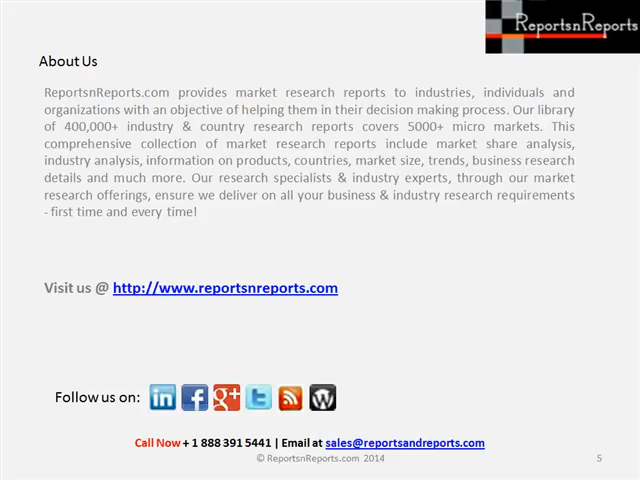 ReportsnReports
About Us
ReportsnReports.com provides market research reports to industries, individuals and
organizations with an objective of helping them in their decision making process. Our library
of 400,000+ industry & country research reports covers 5000+ micro markets. This
comprehensive collection of market research reports include market share analysis,
industry analysis, information on products, countries, market size, trends, business research
details and much more. Our research specialists & industry experts, through our market
research offerings, ensure we deliver on all your business & industry research requirements
- first time and every time!
Visit us @ http://www.reportsnreports.com
Follow us on: in f g+ t W
Call Now + 1 888 391 5441 | Email at sales@reportsandreports.com
© ReportsnReports.com 2014 5